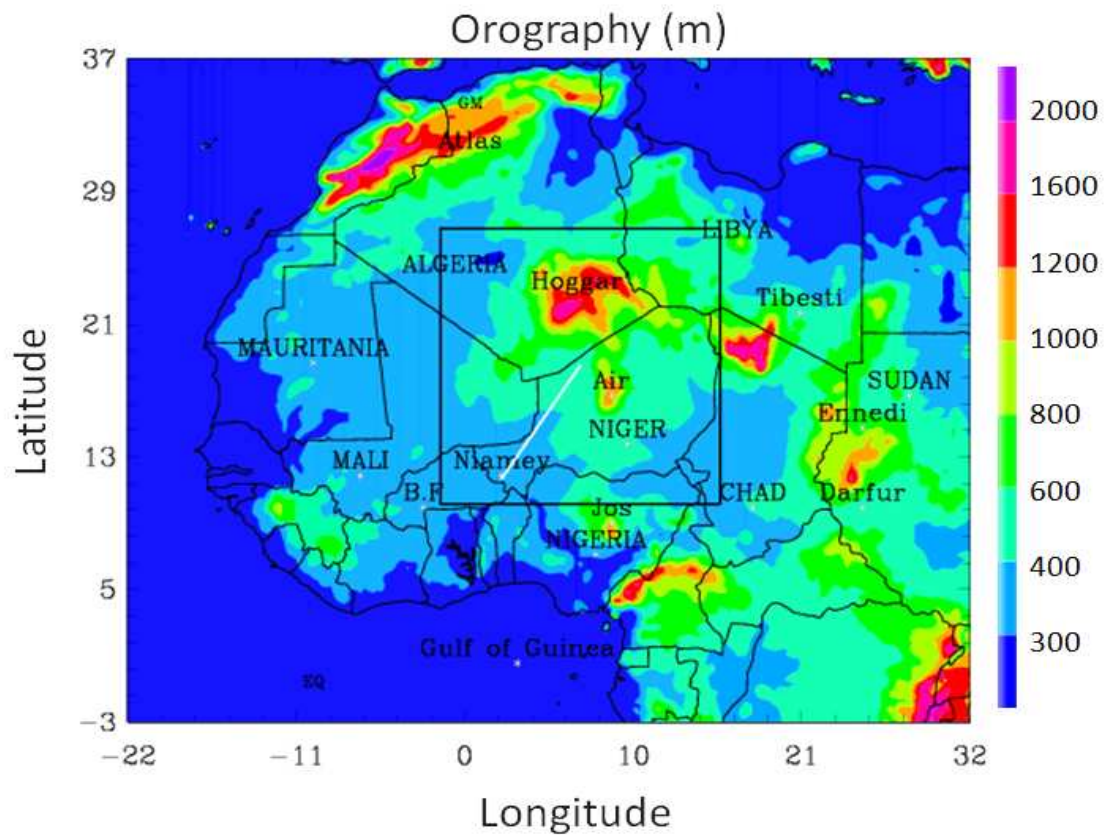 Orography (m)
37
29
21
13
5
-3
Latitude
GM
Atlas
LIBYA
ALGERIA
Hoggar
Tibesti
MAURITANIA
Air
SUDAN
Ennedi
NIGER
MALI
Niamey
B.F
CHAD
Darfur
Jos
NIGERIA
Gulf of Guinea
EQ
-22
-11
0
10
21
32
Longitude
2000
1600
1200
1000
800
600
400
300